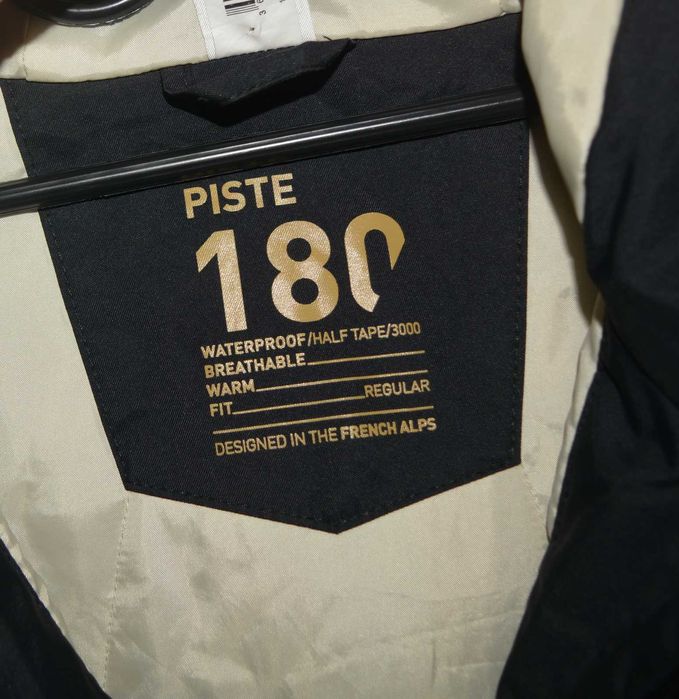 PISTE
180
WATERPROOF/HALF TAPE/3000
BREATHABLE
WARM
FIT REGULAR
DESIGNED IN THE FRENCH ALPS